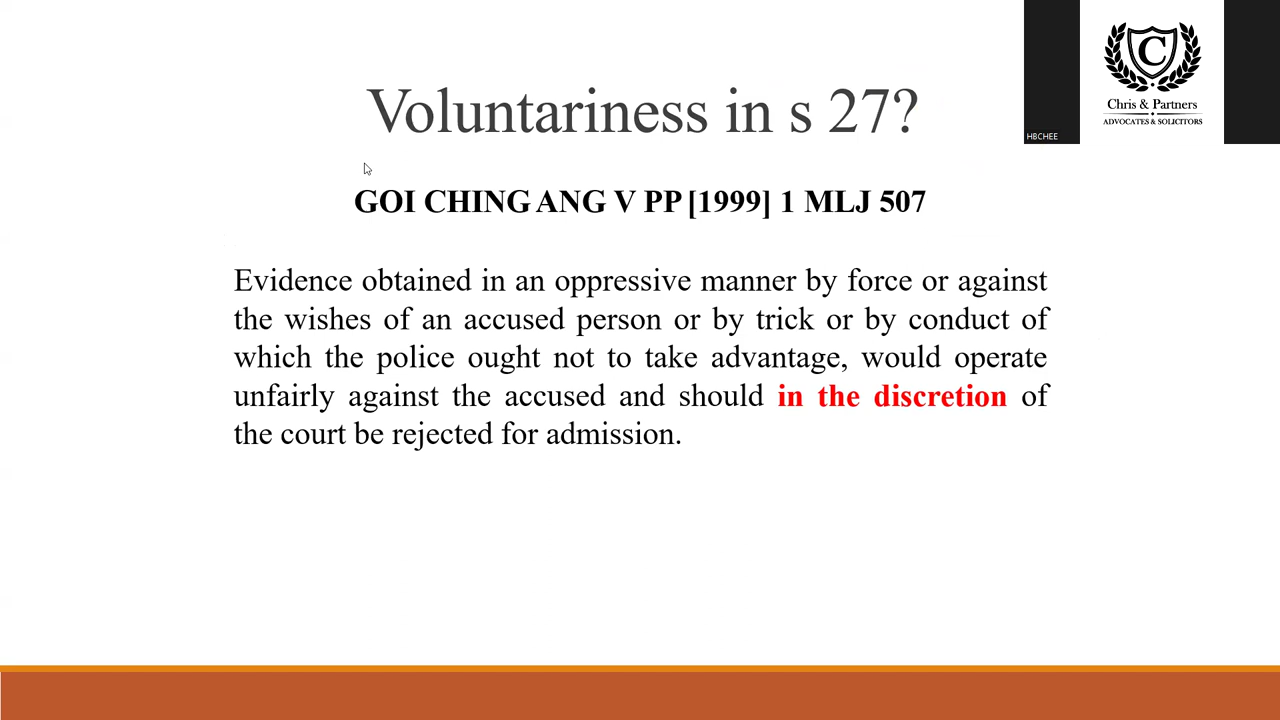 Voluntariness in s 27?
C
Chris & Partners
ADVOCATES & SOLICITORS
HBCHEE
GOI CHING ANG V PP [1999] 1 MLJ 507
Evidence obtained in an oppressive manner by force or against
the wishes of an accused person or by trick or by conduct of
which the police ought not to take advantage, would operate
unfairly against the accused and should in the discretion of
the court be rejected for admission.